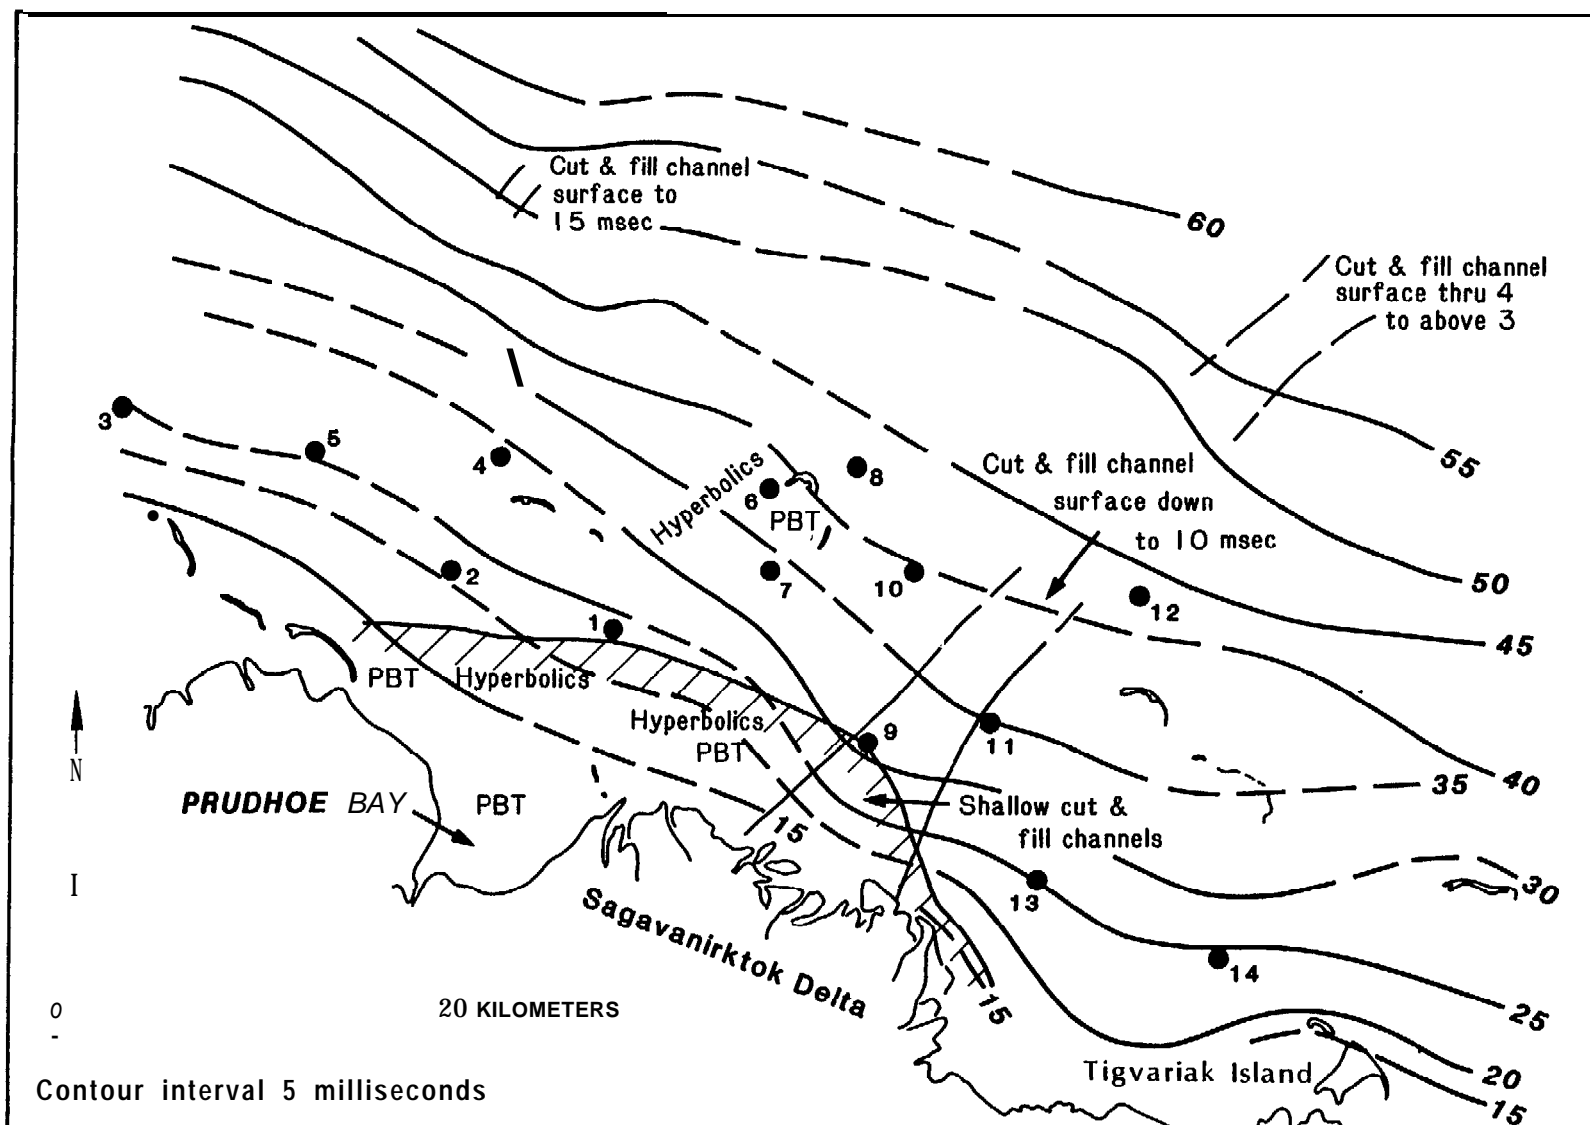 Cut & fill channel
surface to
15 msec
60
Cut & fill channel
surface thru 4
to above 3
3
5
4
Hyperbolics
6
PBT
8
Cut & fill channel
surface down
to 10 msec
55
50
2
7
10
12
1
45
PBT
Hyperbolics
Hyperbolics
PBT
9
11
N
PRUDHOE BAY
PBT
15
Shallow cut &
fill channels
35
40
I
13
30
Sagavanirktok Delta
14
0
-
20 KILOMETERS
15
25
Tigvariak Island
20
15
Contour interval 5 milliseconds